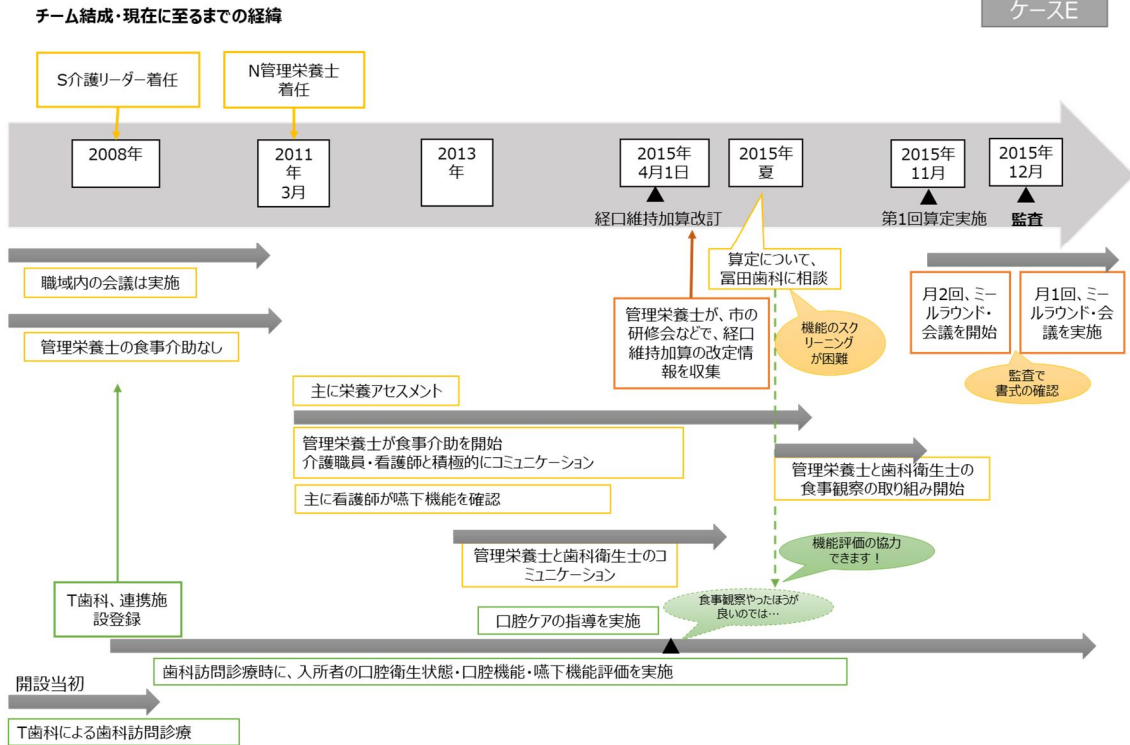 チーム結成・現在に至るまでの経緯
ケースE
S介護リーダー着任
N管理栄養士
着任
2008年
2011
年
3月
2013
年
2015年
4月1日
2015年
夏
2015年
11月
2015年
12月
経口維持加算改訂
第1回算定実施
監査
職域内の会議は実施
管理栄養士の食事介助なし
算定について、
冨田歯科に相談
機能のスク
リーニング
が困難
管理栄養士が、市の
研修会などで、経口
維持加算の改定情
報を収集
月2回、ミー
ルラウンド・
会議を開始
月1回、ミー
ルラウンド・会
議を実施
監査で
書式の確認
主に栄養アセスメント
管理栄養士が食事介助を開始
介護職員・看護師と積極的にコミュニケーション
主に看護師が嚥下機能を確認
管理栄養士と歯科衛生士の
食事観察の取り組み開始
管理栄養士と歯科衛生士のコ
ミュニケーション
機能評価の協力
できます！
食事観察やったほうが
良いのでは…
T歯科、連携施
設登録
口腔ケアの指導を実施
歯科訪問診療時に、入所者の口腔衛生状態・口腔機能・嚥下機能評価を実施
開設当初
T歯科による歯科訪問診療